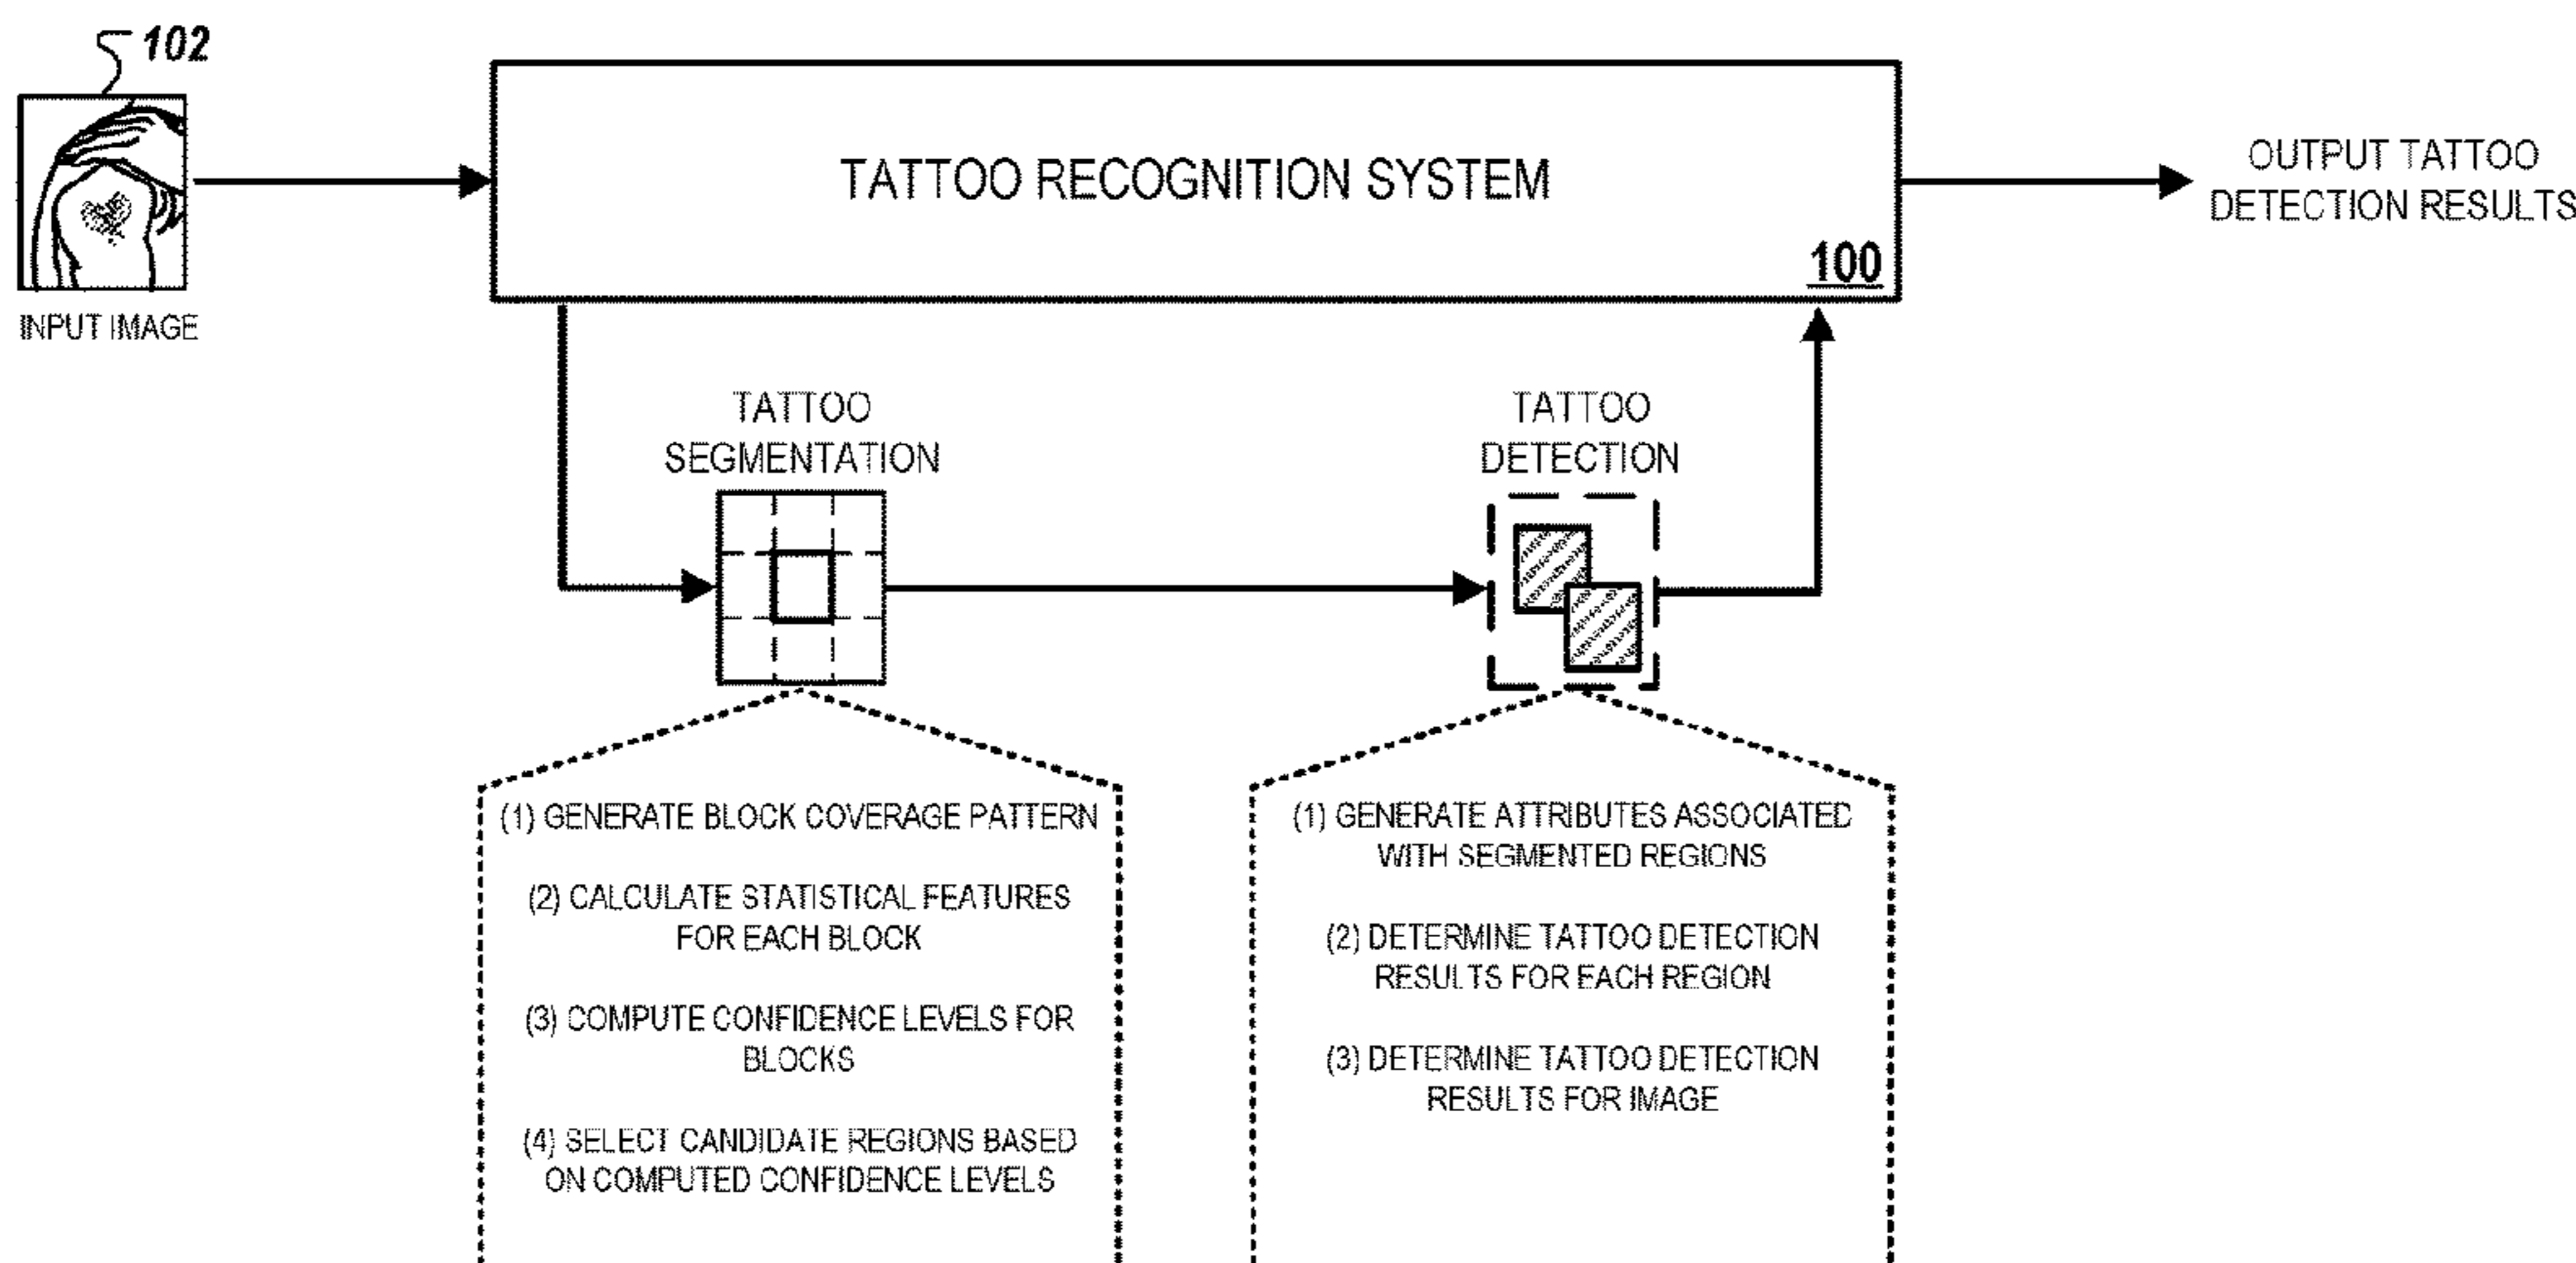 102
INPUT IMAGE
TATTOO RECOGNITION SYSTEM
100
OUTPUT TATTOO
DETECTION RESULTS
TATTOO
SEGMENTATION
TATTOO
DETECTION
(1) GENERATE BLOCK COVERAGE PATTERN
(2) CALCULATE STATISTICAL FEATURES
FOR EACH BLOCK
(3) COMPUTE CONFIDENCE LEVELS FOR
BLOCKS
(4) SELECT CANDIDATE REGIONS BASED
ON COMPUTED CONFIDENCE LEVELS
(1) GENERATE ATTRIBUTES ASSOCIATED
WITH SEGMENTED REGIONS
(2) DETERMINE TATTOO DETECTION
RESULTS FOR EACH REGION
(3) DETERMINE TATTOO DETECTION
RESULTS FOR IMAGE